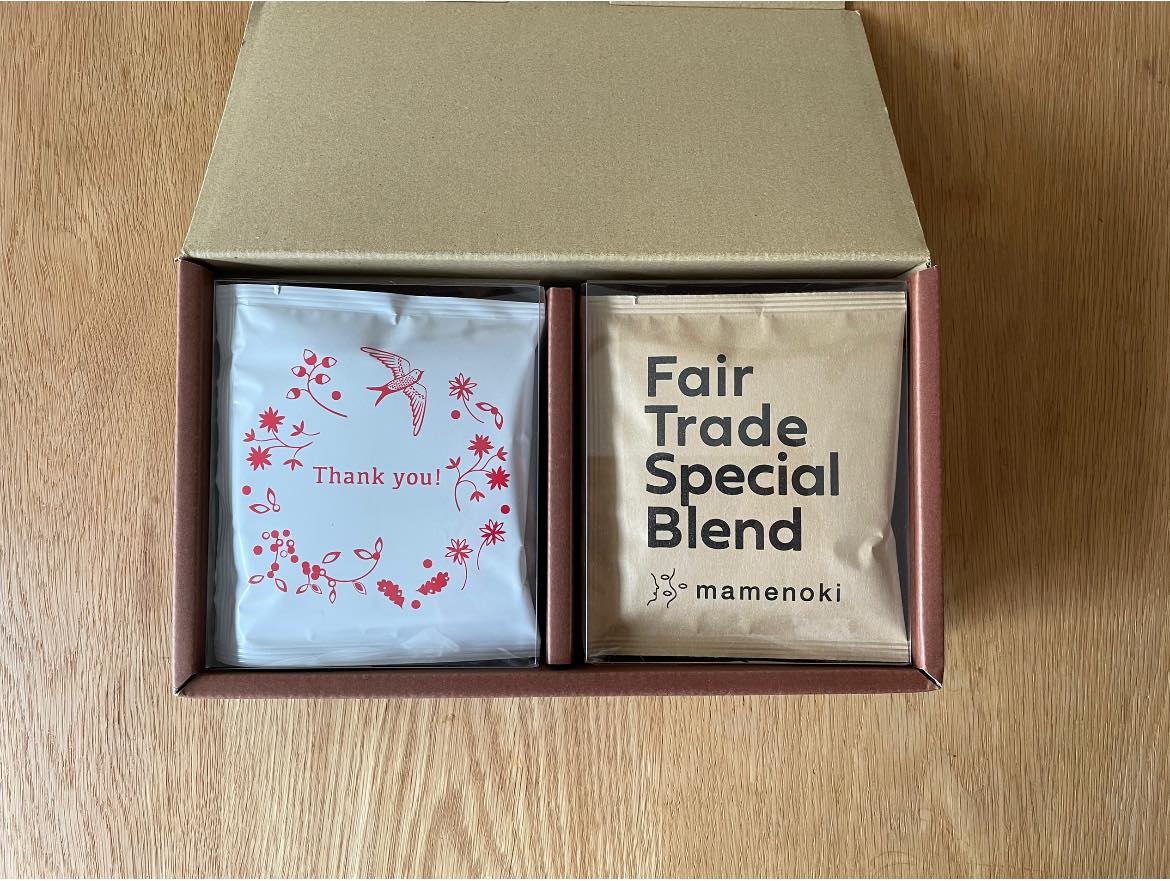 Thank you!
Fair
Trade
Special
Blend
mamenoki